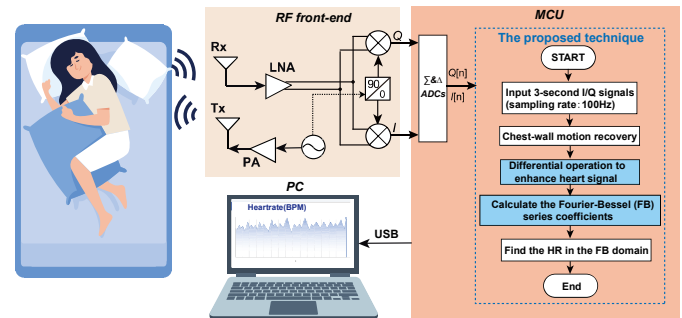 RF front-end
Rx
LNA
Q
90
0
Tx
PA
I
∑&Δ
ADCs
Q[n]
I[n]
MCU
The proposed technique
START
Input 3-second I/Q signals
(sampling rate:100Hz)
Chest-wall motion recovery
Differential operation to
enhance heart signal
Calculate the Fourier-Bessel (FB)
series coefficients
Find the HR in the FB domain
End
PC
Heartrate(BPM)
USB